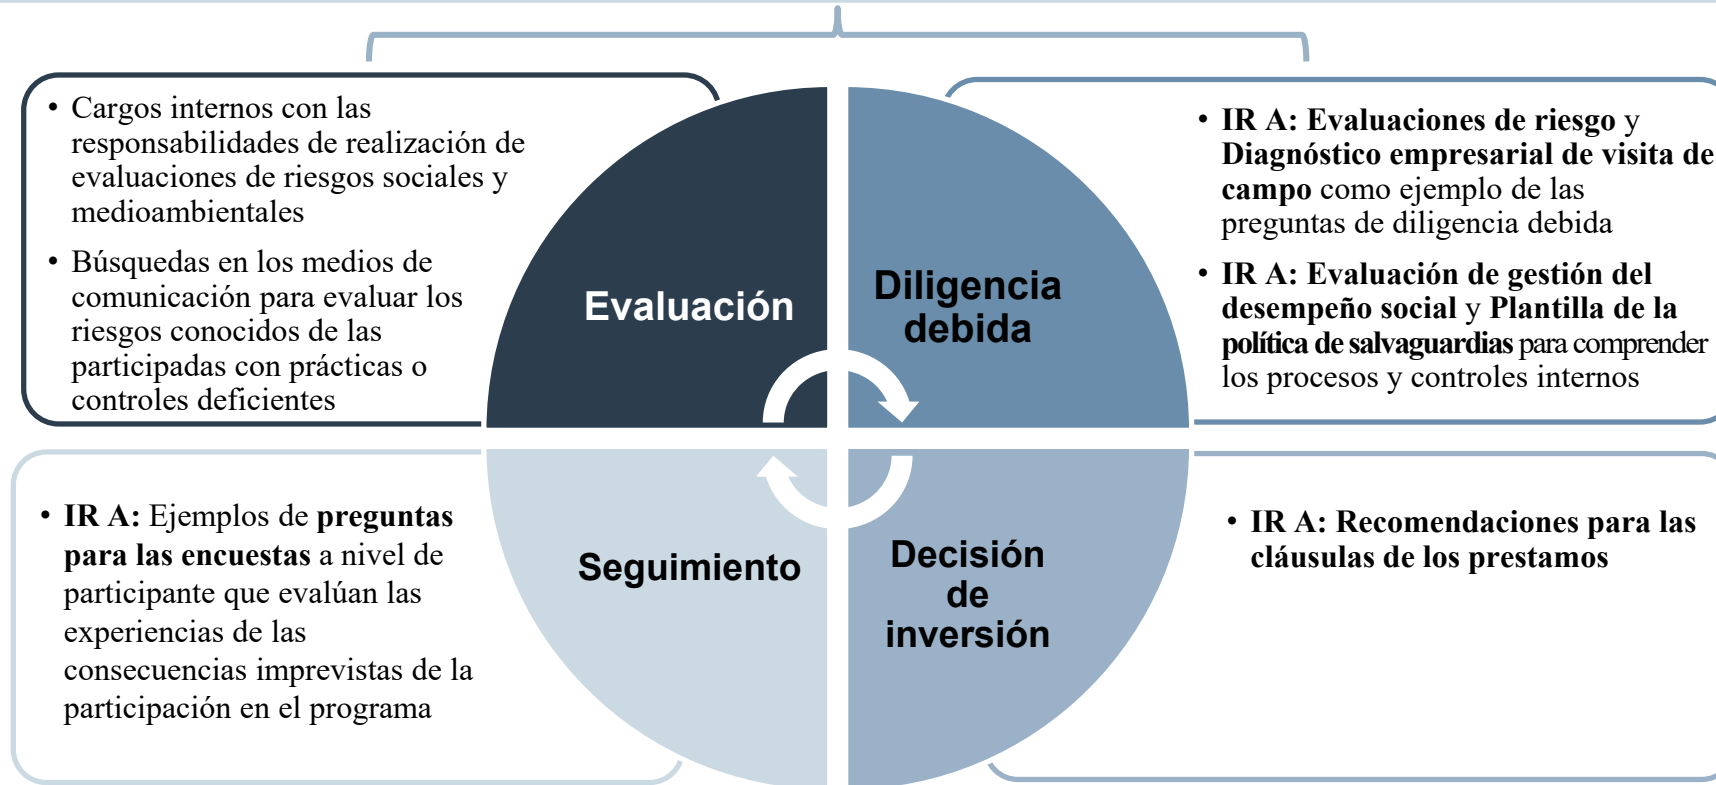 • Cargos internos con las
responsabilidades de realización de
evaluaciones de riesgos sociales y
medioambientales
• Búsquedas en los medios de
comunicación para evaluar los
riesgos conocidos de las
participadas con prácticas o
controles deficientes
Evaluación
Diligencia
debida
• IR A: Evaluaciones de riesgo y
Diagnóstico empresarial de visita de
campo como ejemplo de las
preguntas de diligencia debida
• IR A: Evaluación de gestión del
desempeño social y Plantilla de la
política de salvaguardias para comprender
los procesos y controles internos
• IR A: Ejemplos de preguntas
para las encuestas a nivel de
participante que evalúan las
experiencias de las
consecuencias imprevistas de la
participación en el programa
Seguimiento
Decisión
de
inversión
• IR A: Recomendaciones para las
cláusulas de los prestamos